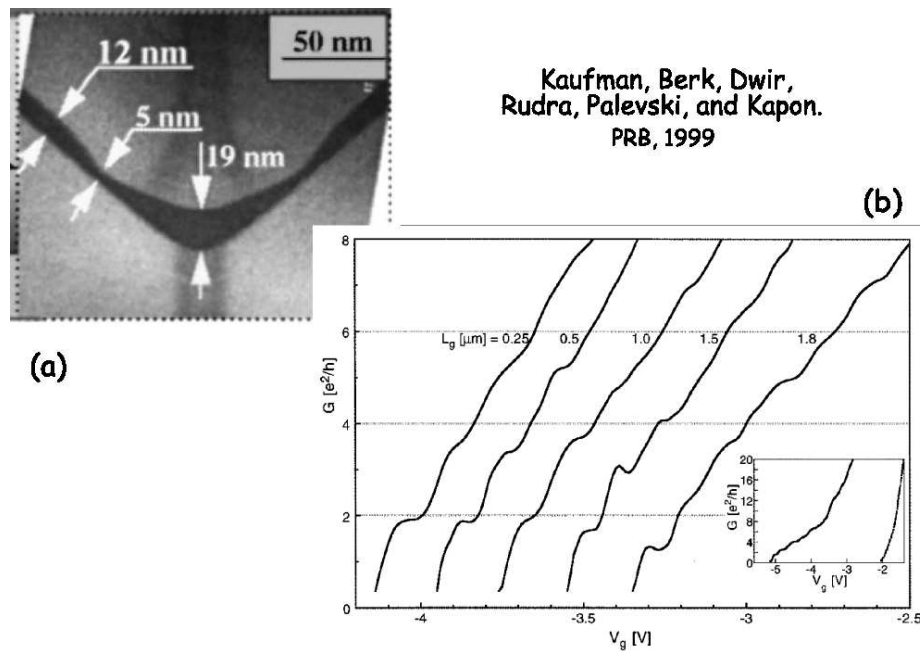 12 nm
50 nm
5 nm
19 nm
Kaufman, Berk, Dwir,
Rudra, Palevski, and Kapon.
PRB, 1999
(b)
(a)
8
6
4
2
0
G [e²/h]
L_g [μm] = 0.25 0.5 1.0 1.5 1.8
20
16
12
8
4
0
G [e²/h]
-5 -4 -3 -2
V_g [V]
-4 -3.5 -3 -2.5
V_g [V]